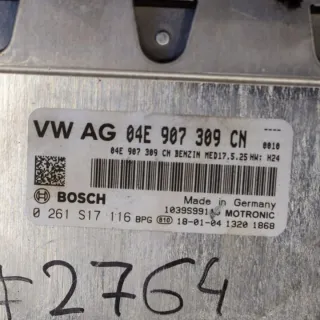 VW AG 04E 907 309 CN ----
0010
04E 907 309 CN BENZIN MED17.5.25 HW: H24
BOSCH Made in Germany
MOTRONIC
0 261 S17 116 BPG 810 18-01-04 1320 1868
2764